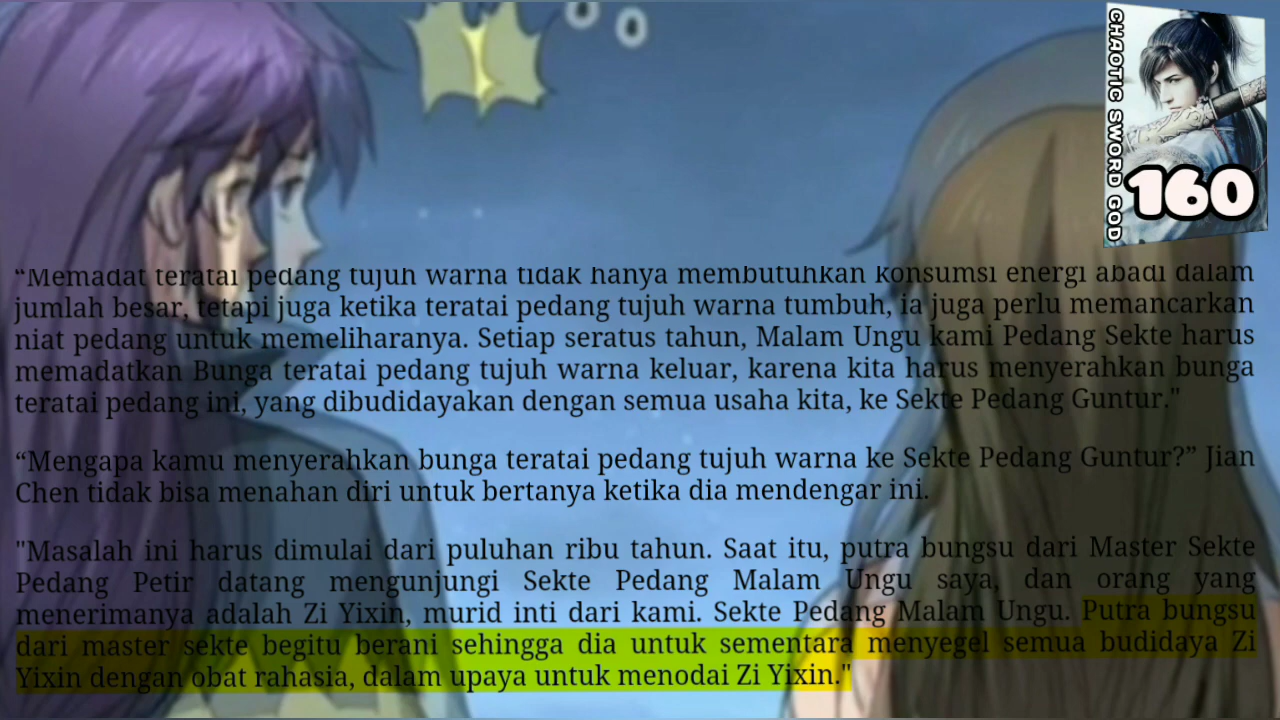 CHAOTIC SWORD GOD
160
“Memadat teratai pedang tujuh warna tidak hanya membutuhkan konsumsi energi abadi dalam
jumlah besar, tetapi juga ketika teratai pedang tujuh warna tumbuh, ia juga perlu memancarkan
niat pedang untuk memeliharanya. Setiap seratus tahun, Malam Ungu kami Pedang Sekte harus
memadatkan Bunga teratai pedang tujuh warna keluar, karena kita harus menyerahkan bunga
teratai pedang ini, yang dibudidayakan dengan semua usaha kita, ke Sekte Pedang Guntur."
“Mengapa kamu menyerahkan bunga teratai pedang tujuh warna ke Sekte Pedang Guntur?” Jian
Chen tidak bisa menahan diri untuk bertanya ketika dia mendengar ini.
"Masalah ini harus dimulai dari puluhan ribu tahun. Saat itu, putra bungsu dari Master Sekte
Pedang Petir datang mengunjungi Sekte Pedang Malam Ungu saya, dan orang yang
menerimanya adalah Zi Yixin, murid inti dari kami. Sekte Pedang Malam Ungu. Putra bungsu
dari master sekte begitu berani sehingga dia untuk sementara menyegel semua budidaya Zi
Yixin dengan obat rahasia, dalam upaya untuk menodai Zi Yixin."